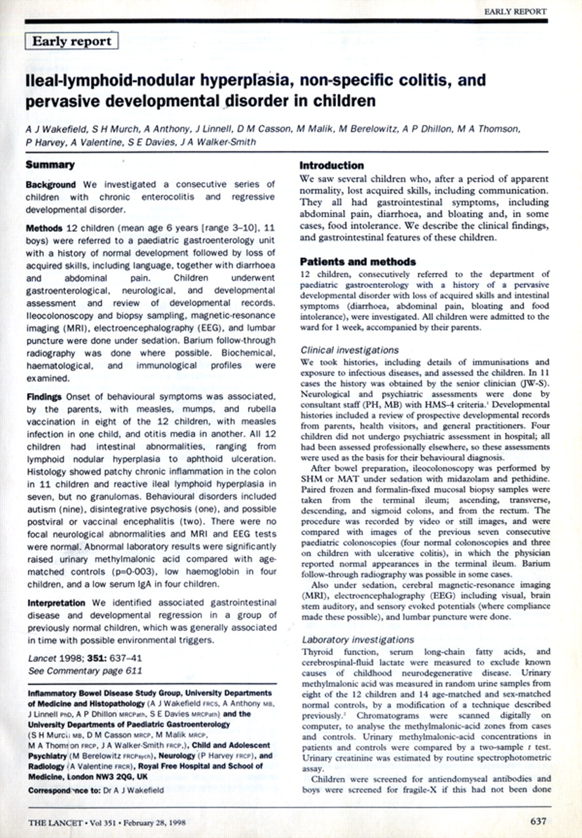 EARLY REPORT
Early report
Ileal-lymphoid-nodular hyperplasia, non-specific colitis, and
pervasive developmental disorder in children
A J Wakefield, S H Murch, A Anthony, J Linnell, D M Casson, M Malik, M Berelowitz, A P Dhillon, M A Thomson,
P Harvey, A Valentine, S E Davies, J A Walker-Smith
Summary
Background We investigated a consecutive series of
children with chronic enterocolitis and regressive
developmental disorder.
Methods 12 children (mean age 6 years [range 3–10], 11
boys) were referred to a paediatric gastroenterology unit
with a history of normal development followed by loss of
acquired skills, including language, together with diarrhoea
and abdominal pain. Children underwent
gastroenterological, neurological, and developmental
assessment and review of developmental records.
Ileocolonoscopy and biopsy sampling, magnetic-resonance
imaging (MRI), electroencephalography (EEG), and lumbar
puncture were done under sedation. Barium follow-through
radiography was done where possible. Biochemical,
haematological, and immunological profiles were
examined.
Findings Onset of behavioural symptoms was associated,
by the parents, with measles, mumps, and rubella
vaccination in eight of the 12 children, with measles
infection in one child, and otitis media in another. All 12
children had intestinal abnormalities, ranging from
lymphoid nodular hyperplasia to aphthoid ulceration.
Histology showed patchy chronic inflammation in the colon
in 11 children and reactive ileal lymphoid hyperplasia in
seven, but no granulomas. Behavioural disorders included
autism (nine), disintegrative psychosis (one), and possible
postviral or vaccinal encephalitis (two). There were no
focal neurological abnormalities and MRI and EEG tests
were normal. Abnormal laboratory results were significantly
raised urinary methylmalonic acid compared with age-
matched controls (p=0·003), low haemoglobin in four
children, and a low serum IgA in four children.
Interpretation We identified associated gastrointestinal
disease and developmental regression in a group of
previously normal children, which was generally associated
in time with possible environmental triggers.
Lancet 1998; 351: 637–41
See Commentary page 611
Inflammatory Bowel Disease Study Group, University Departments
of Medicine and Histopathology (A J Wakefield FRCS, A Anthony MB,
J Linnell PhD, A P Dhillon MRCPath, S E Davies MRCPath) and the
University Departments of Paediatric Gastroenterology
(S H Murch MB, D M Casson MRCP, M Malik MRCP,
M A Thomson FRCP, J A Walker-Smith FRCP,), Child and Adolescent
Psychiatry (M Berelowitz FRCPsych), Neurology (P Harvey FRCP), and
Radiology (A Valentine FRCR), Royal Free Hospital and School of
Medicine, London NW3 2QG, UK
Correspondence to: Dr A J Wakefield
Introduction
We saw several children who, after a period of apparent
normality, lost acquired skills, including communication.
They all had gastrointestinal symptoms, including
abdominal pain, diarrhoea, and bloating and, in some
cases, food intolerance. We describe the clinical findings,
and gastrointestinal features of these children.
Patients and methods
12 children, consecutively referred to the department of
paediatric gastroenterology with a history of a pervasive
developmental disorder with loss of acquired skills and intestinal
symptoms (diarrhoea, abdominal pain, bloating and food
intolerance), were investigated. All children were admitted to the
ward for 1 week, accompanied by their parents.
Clinical investigations
We took histories, including details of immunisations and
exposure to infectious diseases, and assessed the children. In 11
cases the history was obtained by the senior clinician (JW-S).
Neurological and psychiatric assessments were done by
consultant staff (PH, MB) with HMS-4 criteria.¹ Developmental
histories included a review of prospective developmental records
from parents, health visitors, and general practitioners. Four
children did not undergo psychiatric assessment in hospital; all
had been assessed professionally elsewhere, so these assessments
were used as the basis for their behavioural diagnosis.
After bowel preparation, ileocolonoscopy was performed by
SHM or MAT under sedation with midazolam and pethidine.
Paired frozen and formalin-fixed mucosal biopsy samples were
taken from the terminal ileum; ascending, transverse,
descending, and sigmoid colons, and from the rectum. The
procedure was recorded by video or still images, and were
compared with images of the previous seven consecutive
paediatric colonoscopies (four normal colonoscopies and three
on children with ulcerative colitis), in which the physician
reported normal appearances in the terminal ileum. Barium
follow-through radiography was possible in some cases.
Also under sedation, cerebral magnetic-resonance imaging
(MRI), electroencephalography (EEG) including visual, brain
stem auditory, and sensory evoked potentials (where compliance
made these possible), and lumbar puncture were done.
Laboratory investigations
Thyroid function, serum long-chain fatty acids, and
cerebrospinal-fluid lactate were measured to exclude known
causes of childhood neurodegenerative disease. Urinary
methylmalonic acid was measured in random urine samples from
eight of the 12 children and 14 age-matched and sex-matched
normal controls, by a modification of a technique described
previously.² Chromatograms were scanned digitally on
computer, to analyse the methylmalonic-acid zones from cases
and controls. Urinary methylmalonic-acid concentrations in
patients and controls were compared by a two-sample t test.
Urinary creatinine was estimated by routine spectrophotometric
assay.
Children were screened for antiendomyseal antibodies and
boys were screened for fragile-X if this had not been done
THE LANCET • Vol 351 • February 28, 1998
637